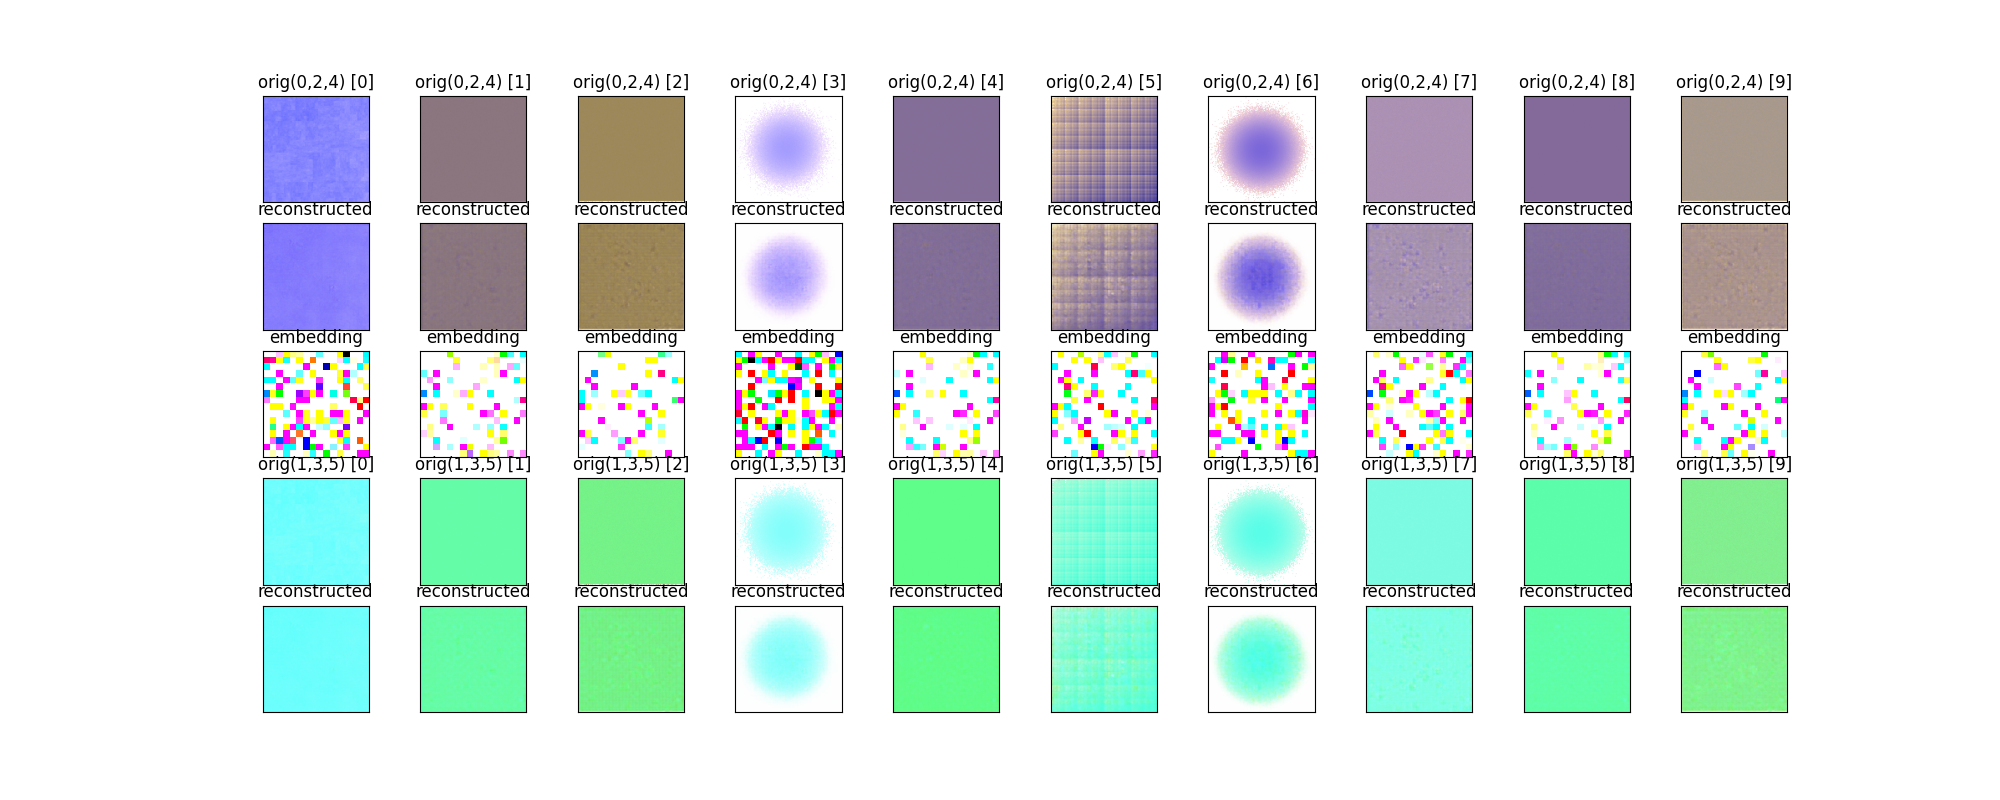 orig(0,2,4) [0] orig(0,2,4) [1] orig(0,2,4) [2] orig(0,2,4) [3] orig(0,2,4) [4] orig(0,2,4) [5] orig(0,2,4) [6] orig(0,2,4) [7] orig(0,2,4) [8] orig(0,2,4) [9]
reconstructed reconstructed reconstructed reconstructed reconstructed reconstructed reconstructed reconstructed reconstructed reconstructed
embedding embedding embedding embedding embedding embedding embedding embedding embedding embedding
orig(1,3,5) [0] orig(1,3,5) [1] orig(1,3,5) [2] orig(1,3,5) [3] orig(1,3,5) [4] orig(1,3,5) [5] orig(1,3,5) [6] orig(1,3,5) [7] orig(1,3,5) [8] orig(1,3,5) [9]
reconstructed reconstructed reconstructed reconstructed reconstructed reconstructed reconstructed reconstructed reconstructed reconstructed